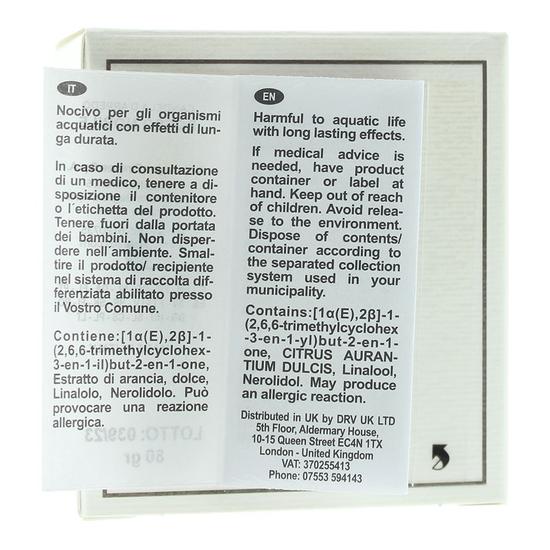 IT
Nocivo per gli organismi
acquatici con effetti di lun-
ga durata.
In caso di consultazione
di un medico, tenere a di-
sposizione il contenitore
o l´etichetta del prodotto.
Tenere fuori dalla portata
dei bambini. Non disper-
dere nell'ambiente. Smal-
tire il prodotto/ recipiente
nel sistema di raccolta dif-
ferenziata abilitato presso
il Vostro Comune.
Contiene:[1α(E),2β]-1-
(2,6,6-trimethylcyclohex-
3-en-1-il)but-2-en-1-one,
Estratto di arancia, dolce,
Linalolo, Nerolidolo. Può
provocare una reazione
allergica.
LOTTO: 039/23
80 gr
EN
Harmful to aquatic life
with long lasting effects.
If medical advice is
needed, have product
container or label at
hand. Keep out of reach
of children. Avoid relea-
se to the environment.
Dispose of contents/
container according to
the separated collection
system used in your
municipality.
Contains:[1α(E),2β]-1-
(2,6,6-trimethylcyclohex
-3-en-1-yl)but-2-en-1-
one, CITRUS AURAN-
TIUM DULCIS, Linalool,
Nerolidol. May produce
an allergic reaction.
Distributed in UK by DRV UK LTD
5th Floor, Aldermary House,
10-15 Queen Street EC4N 1TX
London - United Kingdom
VAT: 370255413
Phone: 07553 594143